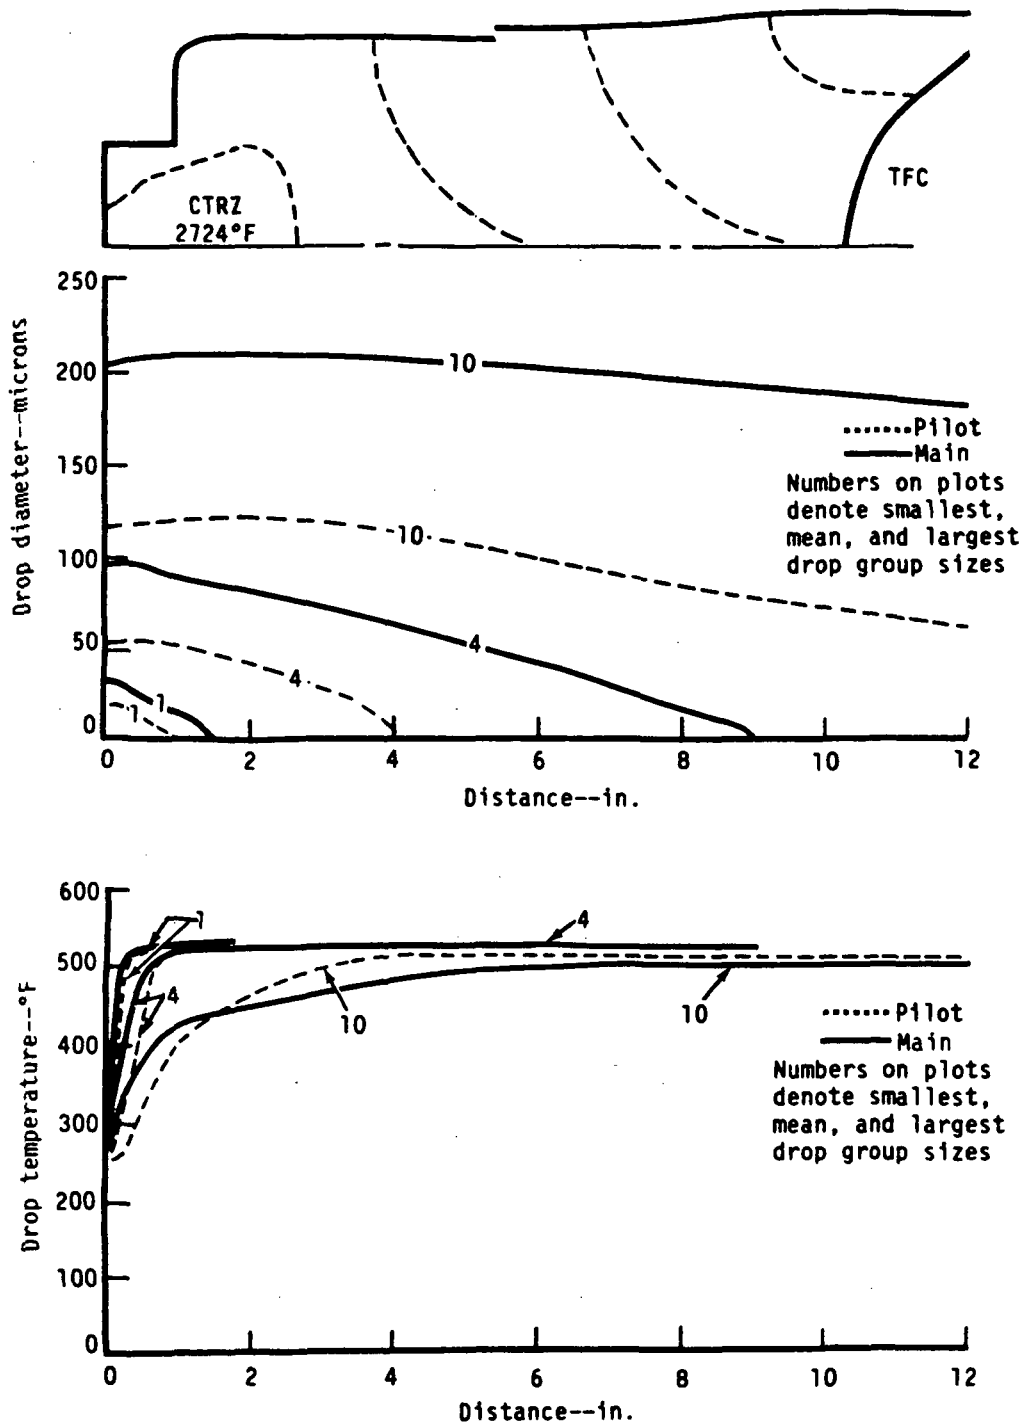 TFC
CTRZ
2724°F
Drop diameter--microns
250
200
150
100
50
0
10
10
4
4
1
1
Pilot
Main
Numbers on plots
denote smallest,
mean, and largest
drop group sizes
0 2 4 6 8 10 12
Distance--in.
Drop temperature--°F
600
500
400
300
200
100
0
1
4
4
10
10
Pilot
Main
Numbers on plots
denote smallest,
mean, and largest
drop group sizes
0 2 4 6 8 10 12
Distance--in.